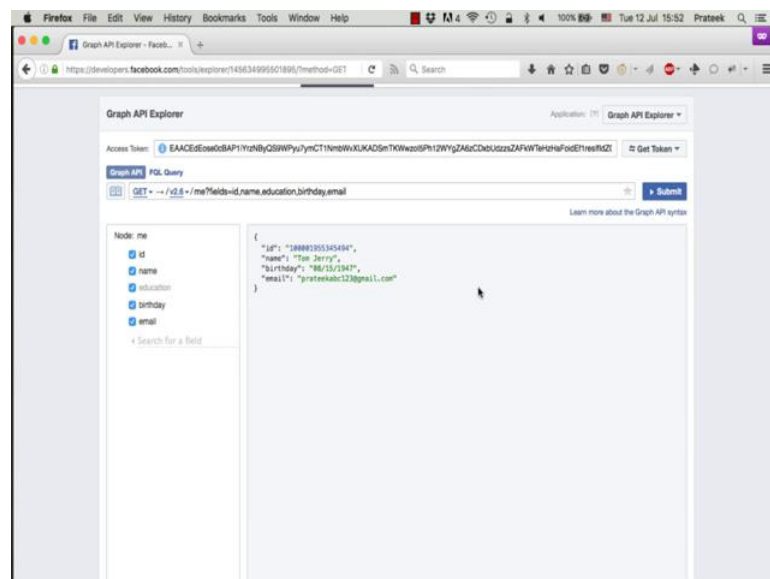 Firefox File Edit View History Bookmarks Tools Window Help 4 100% Tue 12 Jul 15:52 Prateek
Graph API Explorer - Faceb...
https://developers.facebook.com/tools/explorer/145634995501895/?method=GET Search
Graph API Explorer Application: [?] Graph API Explorer
Access Token: Get Token
Graph API FQL Query
GET → / v2.6 / me?fields=id,name,education,birthday,email Submit
Learn more about the Graph API syntax
Node: me
id
name
education
birthday
email
Search for a field
{
"id": "100001955345494",
"name": "Tom Jerry",
"birthday": "08/15/1947",
"email": "prateekabc123@gmail.com"
}